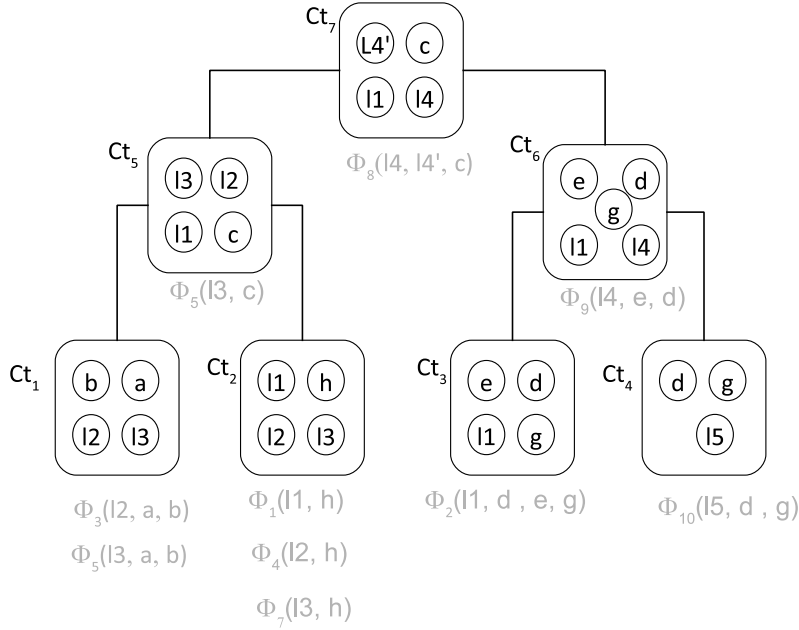 Ct7
L4' c
l1 l4
Φ8(l4, l4', c)
Ct5
l3 l2
l1 c
Φ5(l3, c)
Ct6
e d
g
l1 l4
Φ9(l4, e, d)
Ct1
b a
l2 l3
Φ3(l2, a, b)
Φ5(l3, a, b)
Ct2
l1 h
l2 l3
Φ1(l1, h)
Φ4(l2, h)
Φ7(l3, h)
Ct3
e d
l1 g
Φ2(l1, d , e, g)
Ct4
d g
l5
Φ10(l5, d , g)